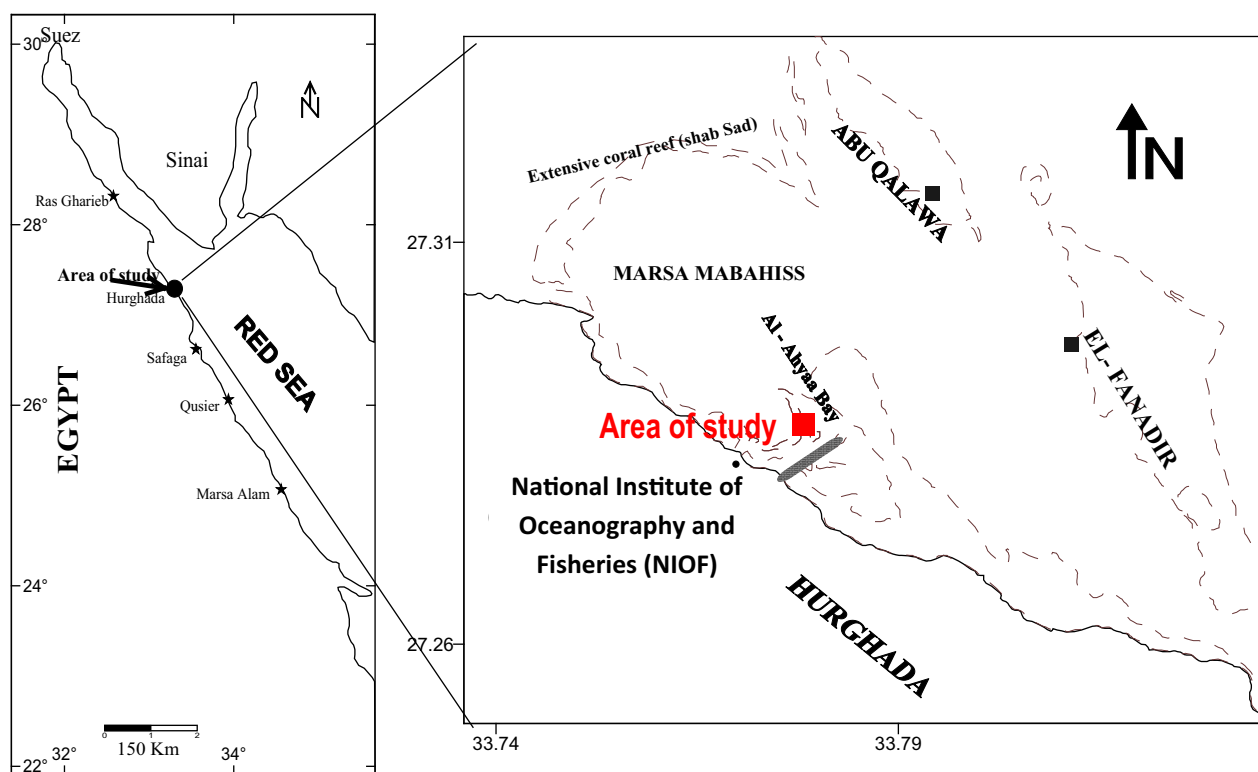 Suez
30°
N
Sinai
Ras Gharieb
28°
Area of study
Hurghada
Safaga
RED SEA
Qusier
26°
EGYPT
Marsa Alam
24°
0 1 2
150 Km
22°
32°
34°
Extensive coral reef (shab Sad)
ABU QALAWA
N
27.31
MARSA MABAHISS
Al - Ahyaa Bay
EL- FANADIR
Area of study
National Institute of
Oceanography and
Fisheries (NIOF)
HURGHADA
27.26
33.74
33.79